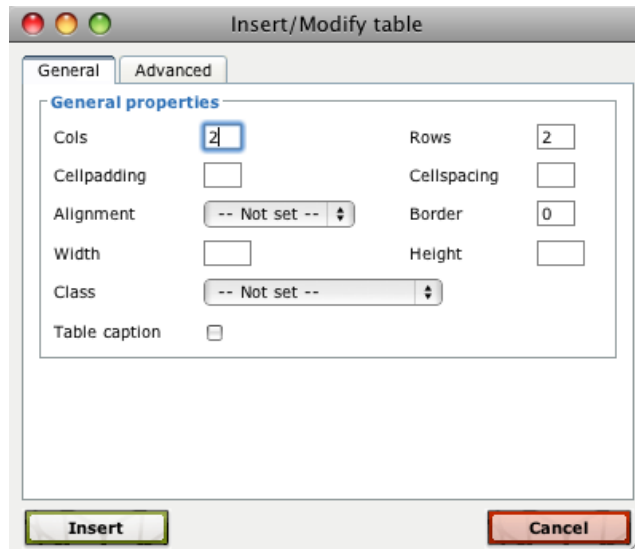 Insert/Modify table
General Advanced
General properties
Cols 2 Rows 2
Cellpadding Cellspacing
Alignment -- Not set -- Border 0
Width Height
Class -- Not set --
Table caption
Insert Cancel